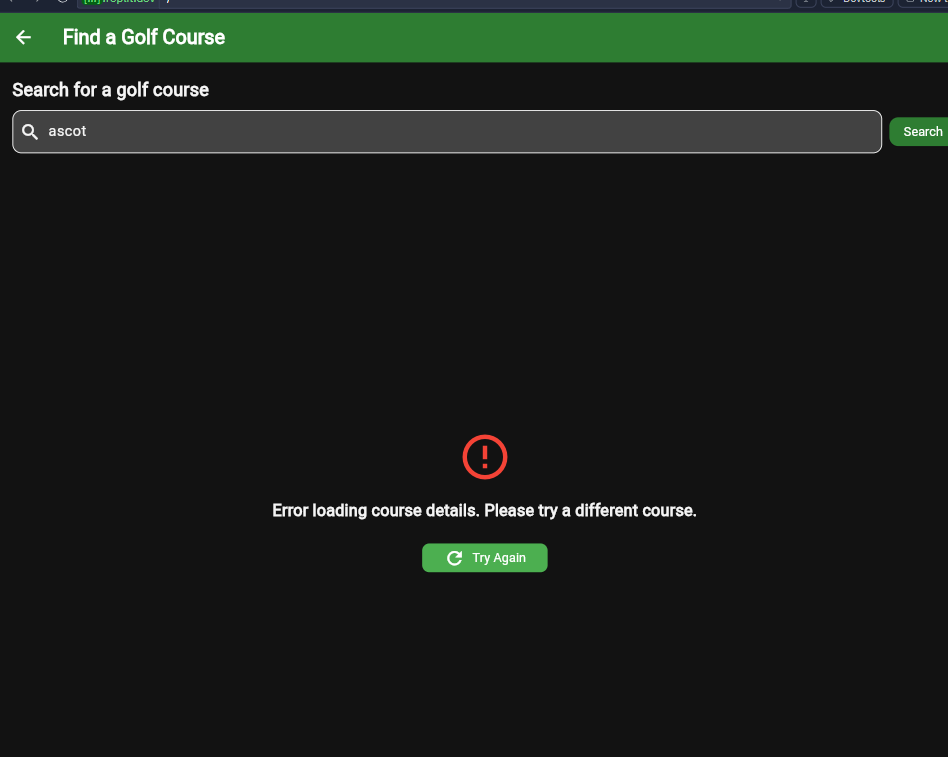 Find a Golf Course
Search for a golf course
ascot
Search
Error loading course details. Please try a different course.
Try Again